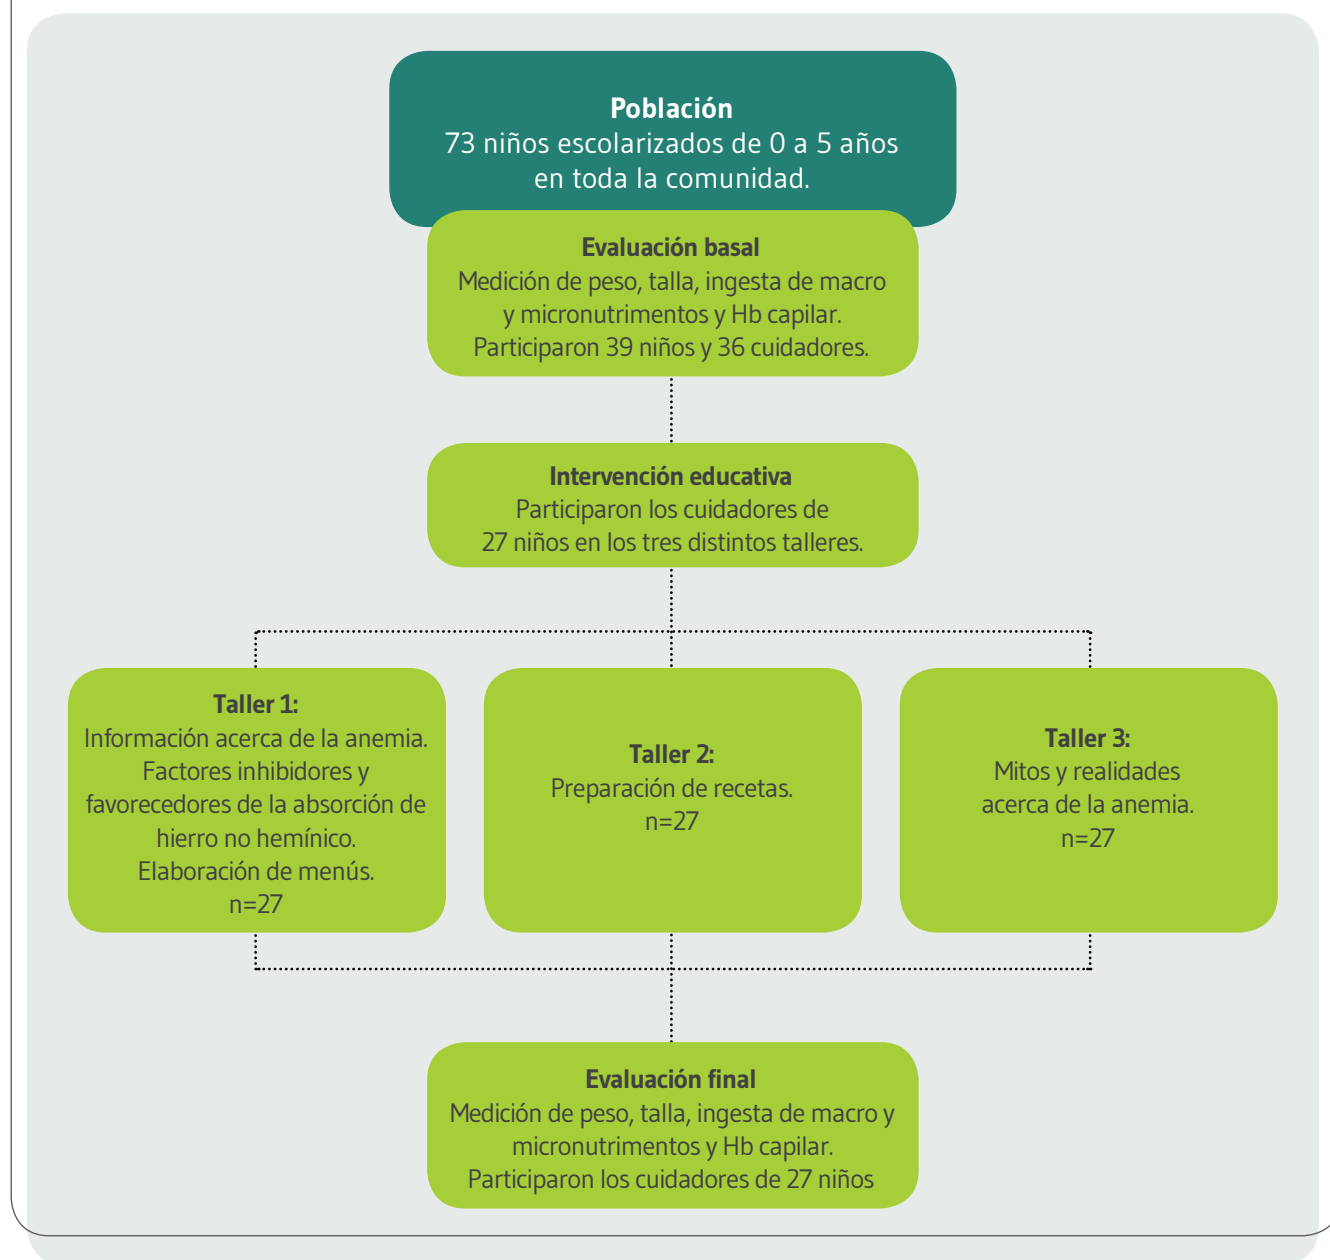 Población
73 niños escolarizados de 0 a 5 años
en toda la comunidad.
Evaluación basal
Medición de peso, talla, ingesta de macro
y micronutrimentos y Hb capilar.
Participaron 39 niños y 36 cuidadores.
Intervención educativa
Participaron los cuidadores de
27 niños en los tres distintos talleres.
Taller 1:
Información acerca de la anemia.
Factores inhibidores y
favorecedores de la absorción de
hierro no hemínico.
Elaboración de menús.
n=27
Taller 2:
Preparación de recetas.
n=27
Taller 3:
Mitos y realidades
acerca de la anemia.
n=27
Evaluación final
Medición de peso, talla, ingesta de macro y
micronutrimentos y Hb capilar.
Participaron los cuidadores de 27 niños